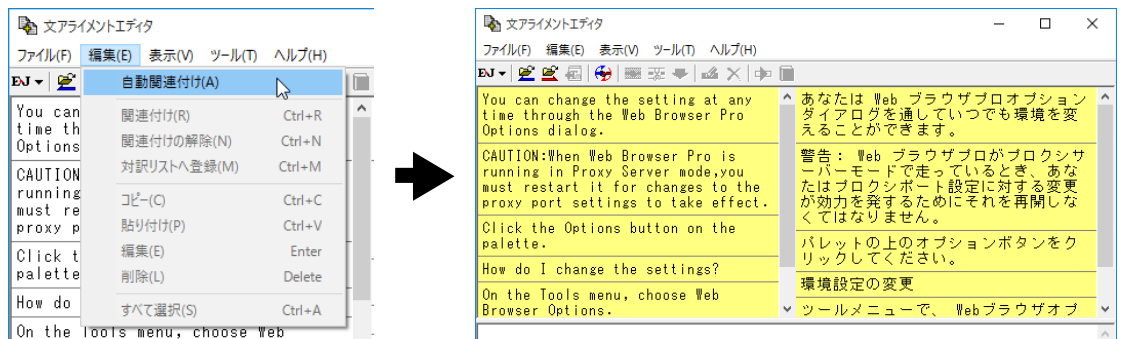 文アライメントエディタ
ファイル(F) 編集(E) 表示(V) ツール(T) ヘルプ(H)
EJ
自動関連付け(A)
関連付け(R) Ctrl+R
関連付けの解除(N) Ctrl+N
対訳リストへ登録(M) Ctrl+M
コピー(C) Ctrl+C
貼り付け(P) Ctrl+V
編集(E) Enter
削除(L) Delete
すべて選択(S) Ctrl+A
You can
time th
Options
CAUTION
running
must re
proxy p
Click t
palette
How do
On the Tools menu, choose Web
文アライメントエディタ
ファイル(F) 編集(E) 表示(V) ツール(T) ヘルプ(H)
EJ
You can change the setting at any
time through the Web Browser Pro
Options dialog.
CAUTION:When Web Browser Pro is
running in Proxy Server mode,you
must restart it for changes to the
proxy port settings to take effect.
Click the Options button on the
palette.
How do I change the settings?
On the Tools menu, choose Web
Browser Options.
あなたは Web ブラウザプロオプション
ダイアログを通していつでも環境を変
えることができます。
警告: Web ブラウザプロがプロクシサ
ーバーモードで走っているとき、あな
たはプロクシポート設定に対する変更
が効力を発するためにそれを再開しな
くてはなりません。
パレットの上のオプションボタンをク
リックしてください。
環境設定の変更
ツールメニューで、 Webブラウザオプ